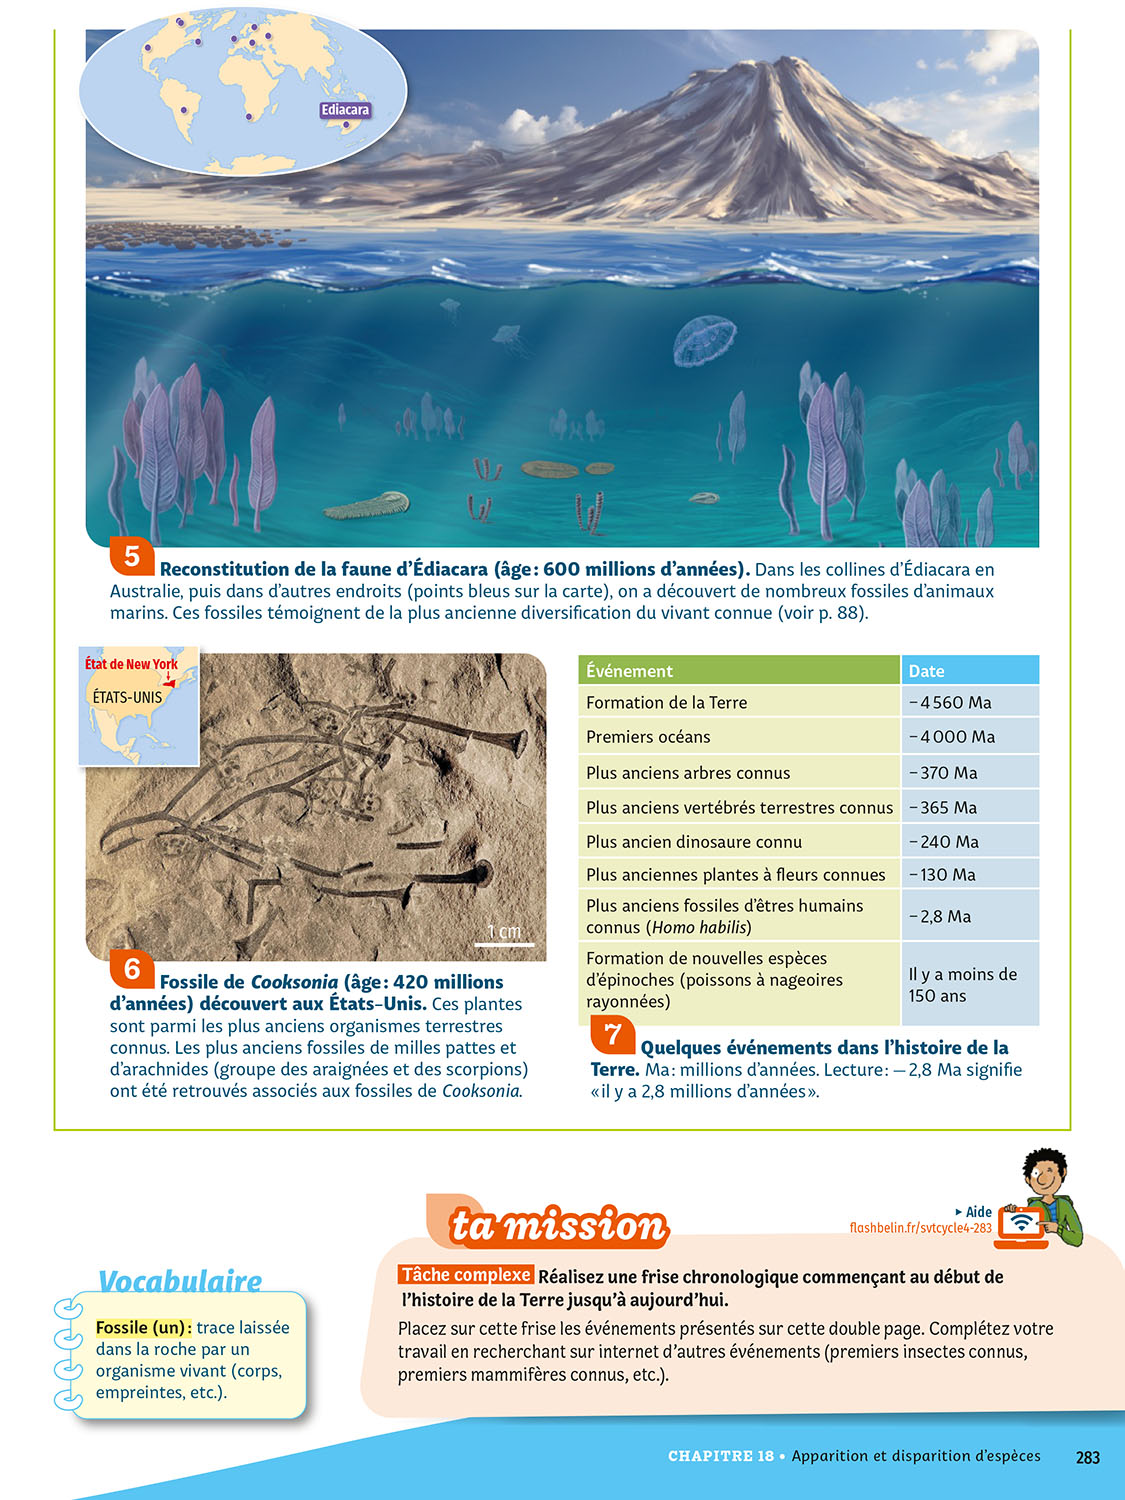 Ediacara
5
Reconstitution de la faune d’Édiacara (âge : 600 millions d’années). Dans les collines d’Édiacara en
Australie, puis dans d’autres endroits (points bleus sur la carte), on a découvert de nombreux fossiles d’animaux
marins. Ces fossiles témoignent de la plus ancienne diversification du vivant connue (voir p. 88).
État de New York
ÉTATS-UNIS
1 cm
6
Fossile de Cooksonia (âge : 420 millions
d’années) découvert aux États-Unis. Ces plantes
sont parmi les plus anciens organismes terrestres
connus. Les plus anciens fossiles de milles pattes et
d’arachnides (groupe des araignées et des scorpions)
ont été retrouvés associés aux fossiles de Cooksonia.
Événement Date
Formation de la Terre – 4 560 Ma
Premiers océans – 4 000 Ma
Plus anciens arbres connus – 370 Ma
Plus anciens vertébrés terrestres connus – 365 Ma
Plus ancien dinosaure connu – 240 Ma
Plus anciennes plantes à fleurs connues – 130 Ma
Plus anciens fossiles d’êtres humains
connus (Homo habilis) – 2,8 Ma
Formation de nouvelles espèces
d’épinoches (poissons à nageoires
rayonnées)
Il y a moins de
150 ans
7
Quelques événements dans l’histoire de la
Terre. Ma : millions d’années. Lecture : – 2,8 Ma signifie
« il y a 2,8 millions d’années ».
ta mission
▸ Aide
flashbelin.fr/svtcycle4-283
Tâche complexe Réalisez une frise chronologique commençant au début de
l’histoire de la Terre jusqu’à aujourd’hui.
Placez sur cette frise les événements présentés sur cette double page. Complétez votre
travail en recherchant sur internet d’autres événements (premiers insectes connus,
premiers mammifères connus, etc.).
Vocabulaire
Fossile (un) : trace laissée
dans la roche par un
organisme vivant (corps,
empreintes, etc.).
CHAPITRE 18 • Apparition et disparition d’espèces 283